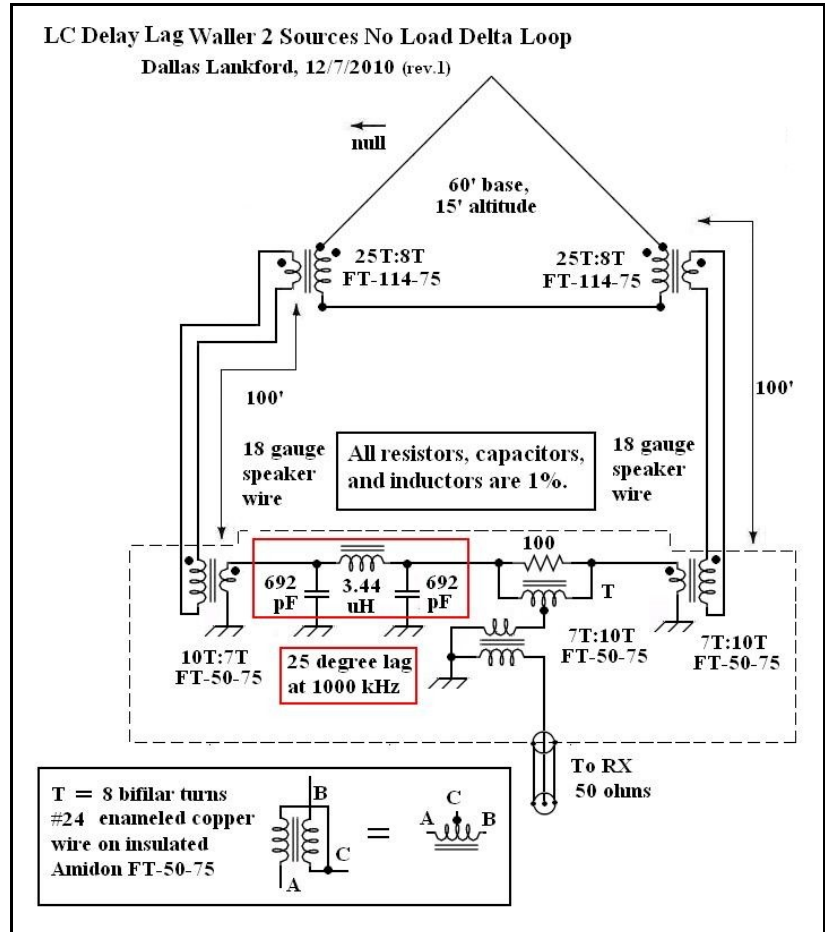 LC Delay Lag Waller 2 Sources No Load Delta Loop
Dallas Lankford, 12/7/2010 (rev.1)
null
60' base,
15' altitude
25T:8T
FT-114-75
25T:8T
FT-114-75
100'
100'
18 gauge
speaker
wire
All resistors, capacitors,
and inductors are 1%.
18 gauge
speaker
wire
692
pF
3.44
uH
692
pF
100
T
10T:7T
FT-50-75
25 degree lag
at 1000 kHz
7T:10T
FT-50-75
7T:10T
FT-50-75
To RX
50 ohms
T = 8 bifilar turns
#24 enameled copper
wire on insulated
Amidon FT-50-75
B
C
A
=
C
A
B